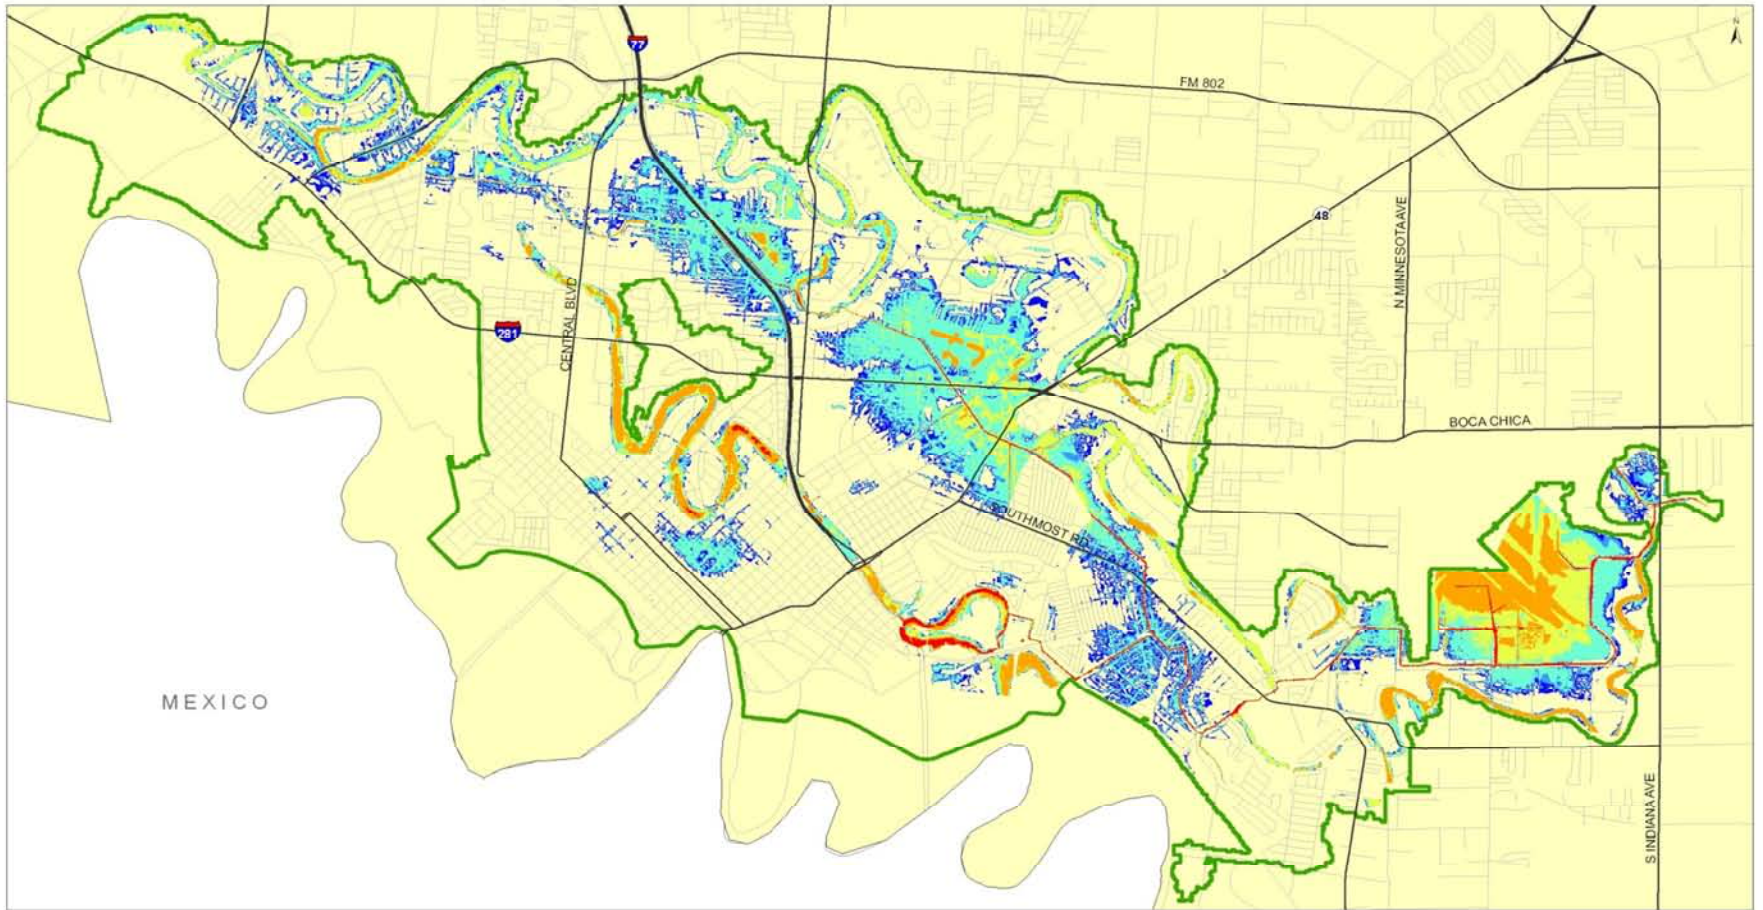 N
77
FM 802
48
N MINNESOTA AVE
CENTRAL BLVD
281
BOCA CHICA
SOUTHMOST RD
MEXICO
S INDIANA AVE